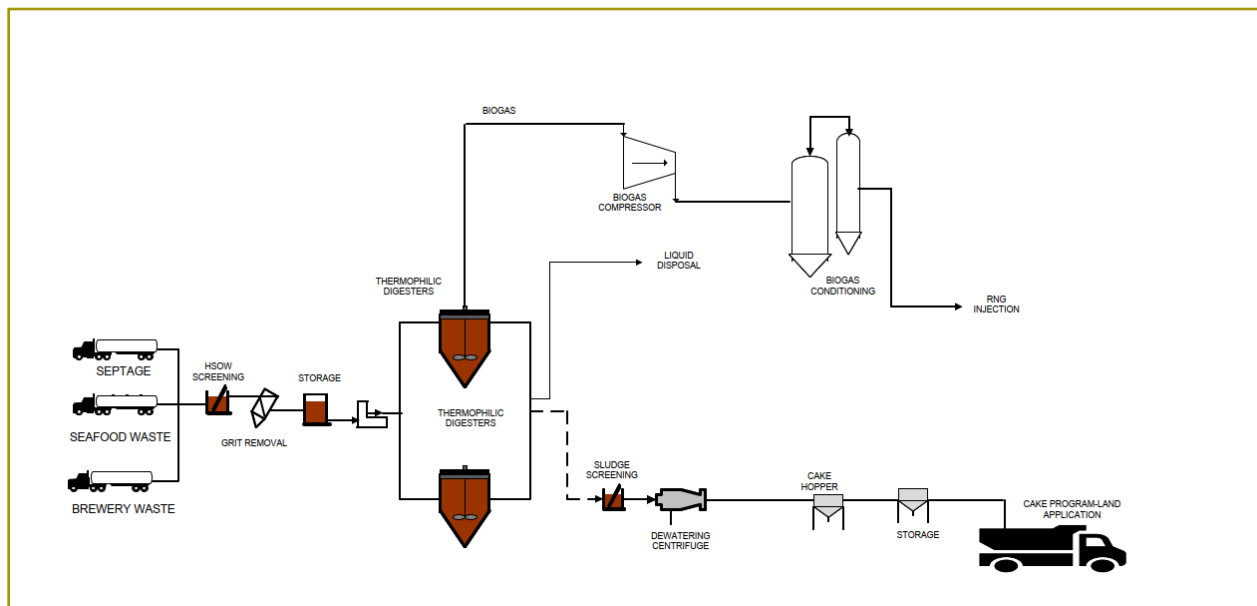 BIOGAS
BIOGAS
COMPRESSOR
LIQUID
DISPOSAL
BIOGAS
CONDITIONING
RNG
INJECTION
THERMOPHILIC
DIGESTERS
SEPTAGE
HSOW
SCREENING
STORAGE
SEAFOOD WASTE
GRIT REMOVAL
THERMOPHILIC
DIGESTERS
BREWERY WASTE
SLUDGE
SCREENING
DEWATERING
CENTRIFUGE
CAKE
HOPPER
STORAGE
CAKE PROGRAM-LAND
APPLICATION